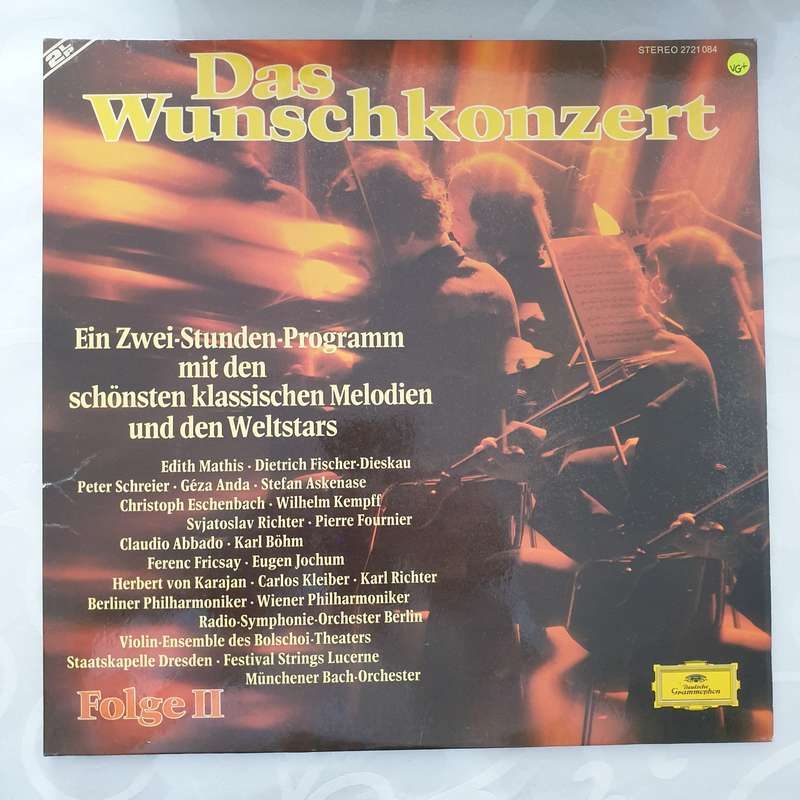 2LP
STEREO 2721 084
VG+
Das
Wunschkonzert
Ein Zwei-Stunden-Programm
mit den
schönsten klassischen Melodien
und den Weltstars
Edith Mathis · Dietrich Fischer-Dieskau
Peter Schreier · Géza Anda · Stefan Askenase
Christoph Eschenbach · Wilhelm Kempff
Svjatoslav Richter · Pierre Fournier
Claudio Abbado · Karl Böhm
Ferenc Fricsay · Eugen Jochum
Herbert von Karajan · Carlos Kleiber · Karl Richter
Berliner Philharmoniker · Wiener Philharmoniker
Radio-Symphonie-Orchester Berlin
Violin-Ensemble des Bolschoi-Theaters
Staatskapelle Dresden · Festival Strings Lucerne
Münchener Bach-Orchester
Folge II
Deutsche
Grammophon